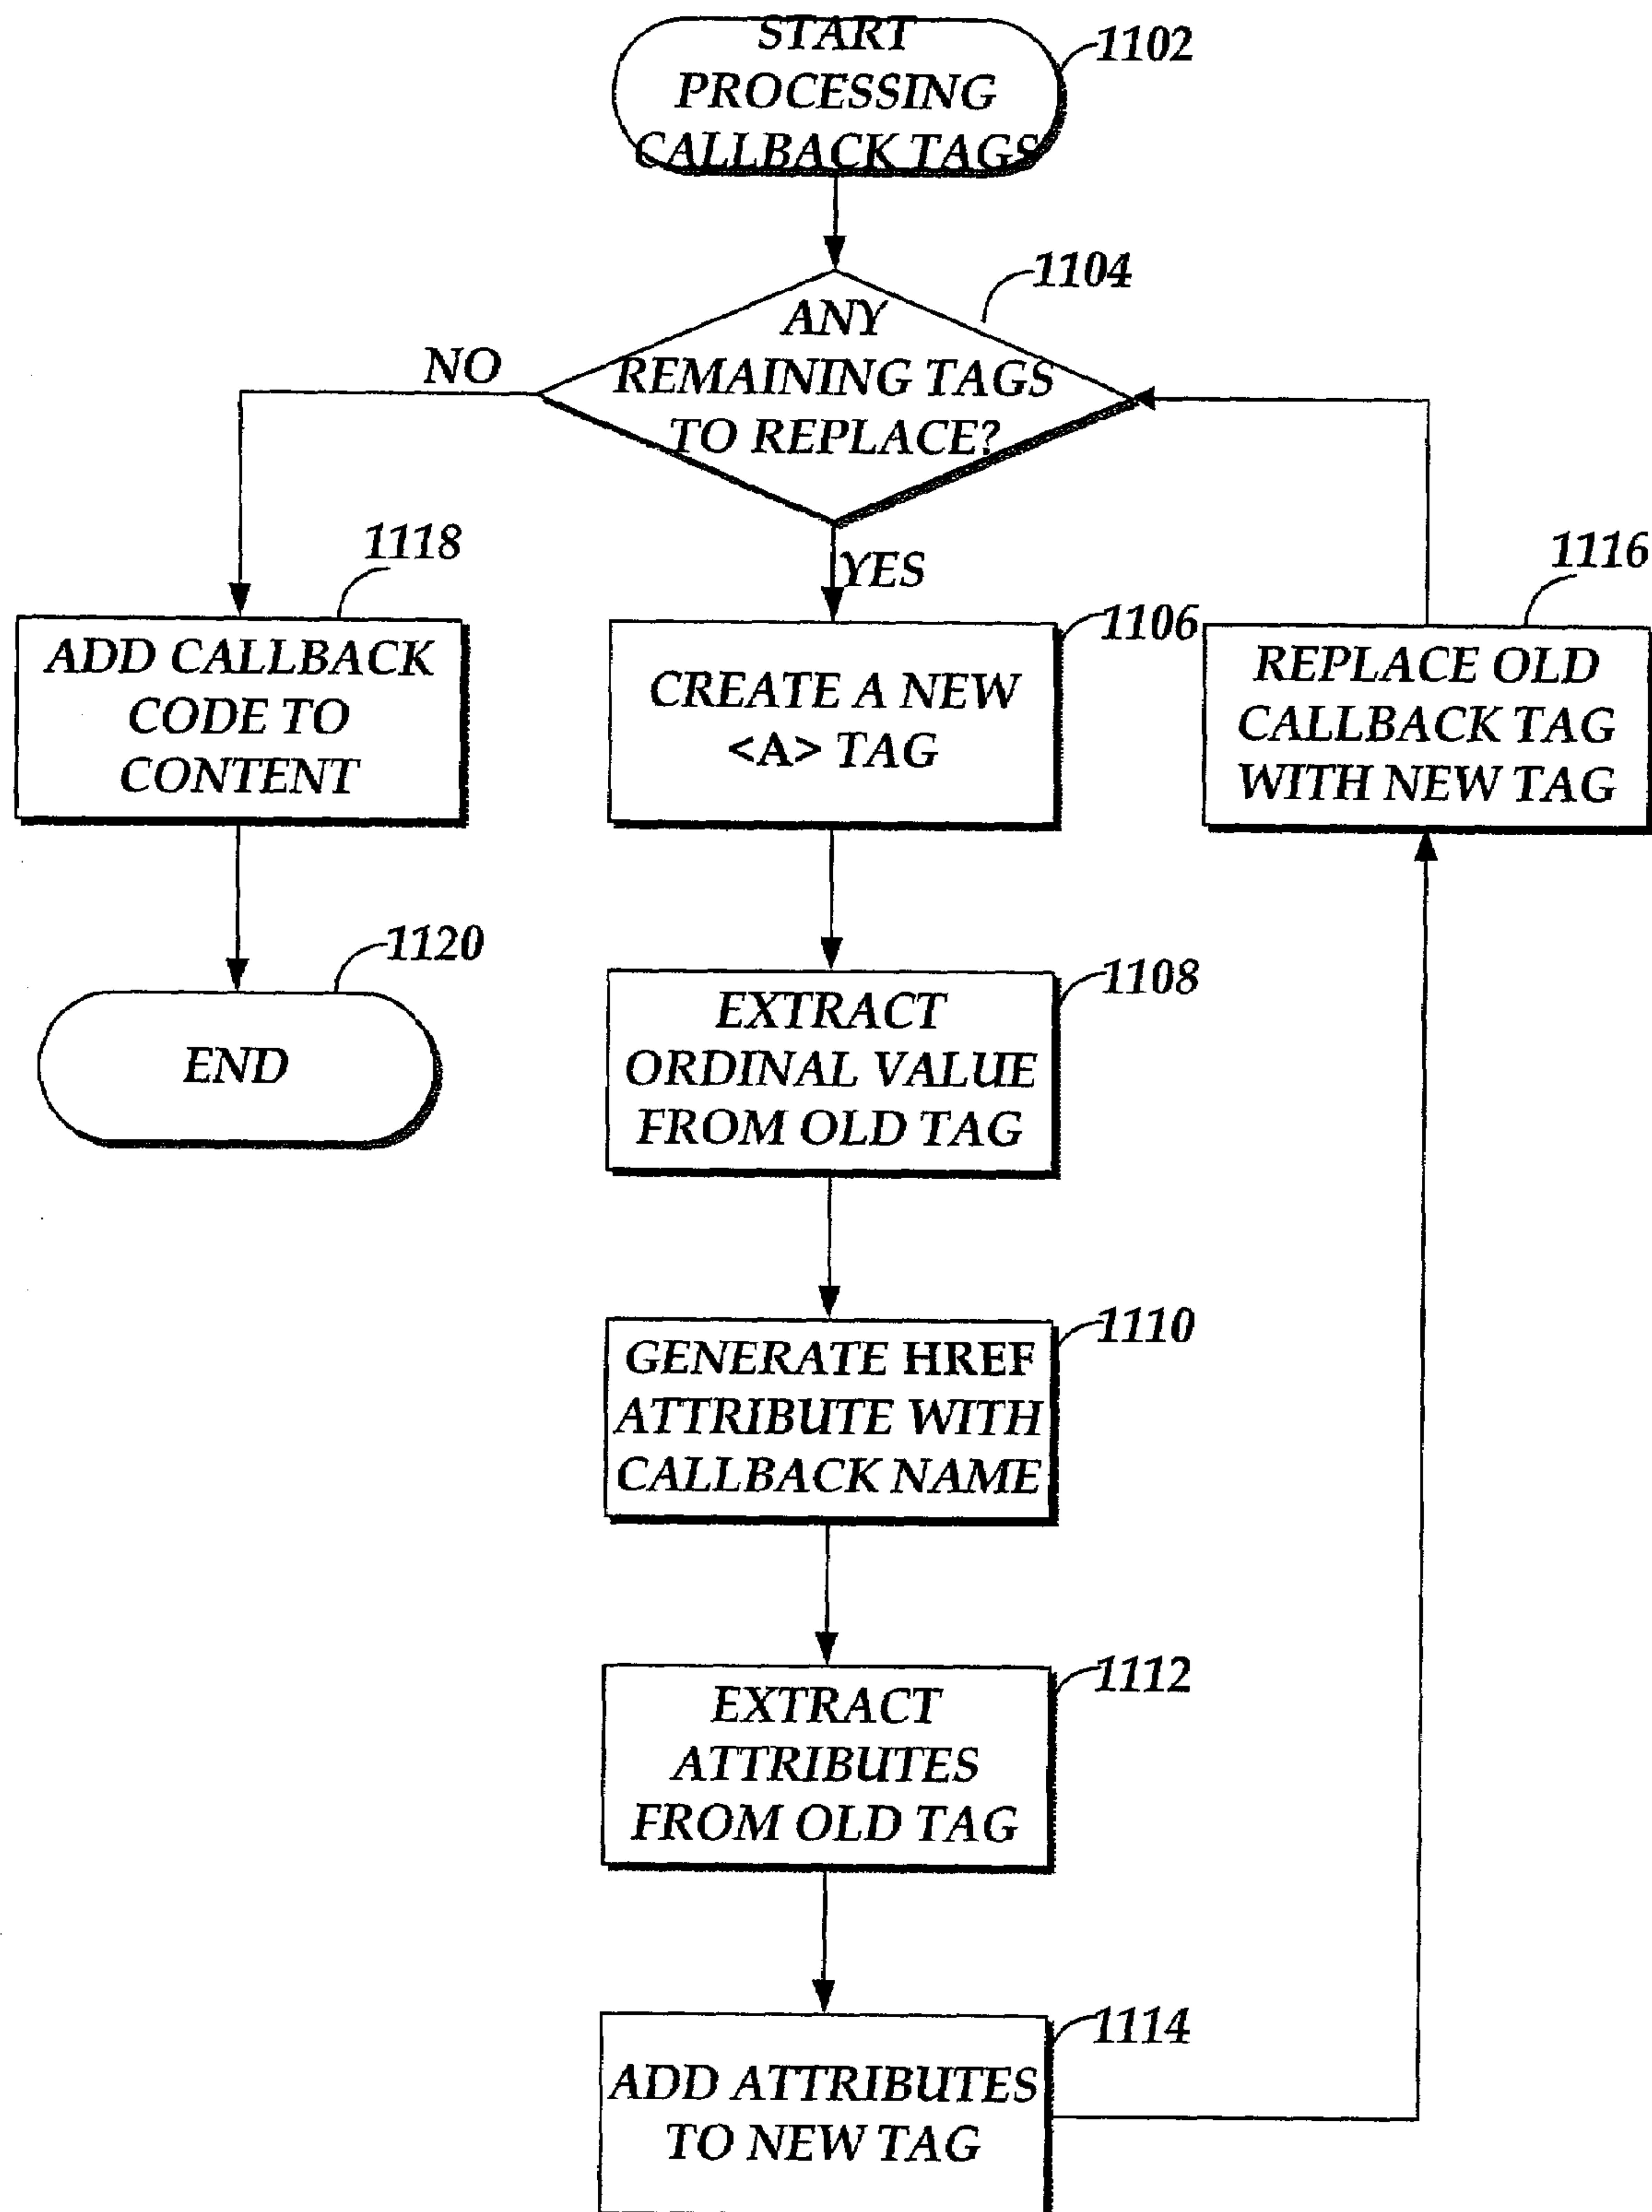 START
PROCESSING
CALLBACK TAGS
1102
1104
ANY
REMAINING TAGS
TO REPLACE?
NO
YES
1118
ADD CALLBACK
CODE TO
CONTENT
1120
END
1106
CREATE A NEW
<A> TAG
1108
EXTRACT
ORDINAL VALUE
FROM OLD TAG
1110
GENERATE HREF
ATTRIBUTE WITH
CALLBACK NAME
1112
EXTRACT
ATTRIBUTES
FROM OLD TAG
1114
ADD ATTRIBUTES
TO NEW TAG
1116
REPLACE OLD
CALLBACK TAG
WITH NEW TAG